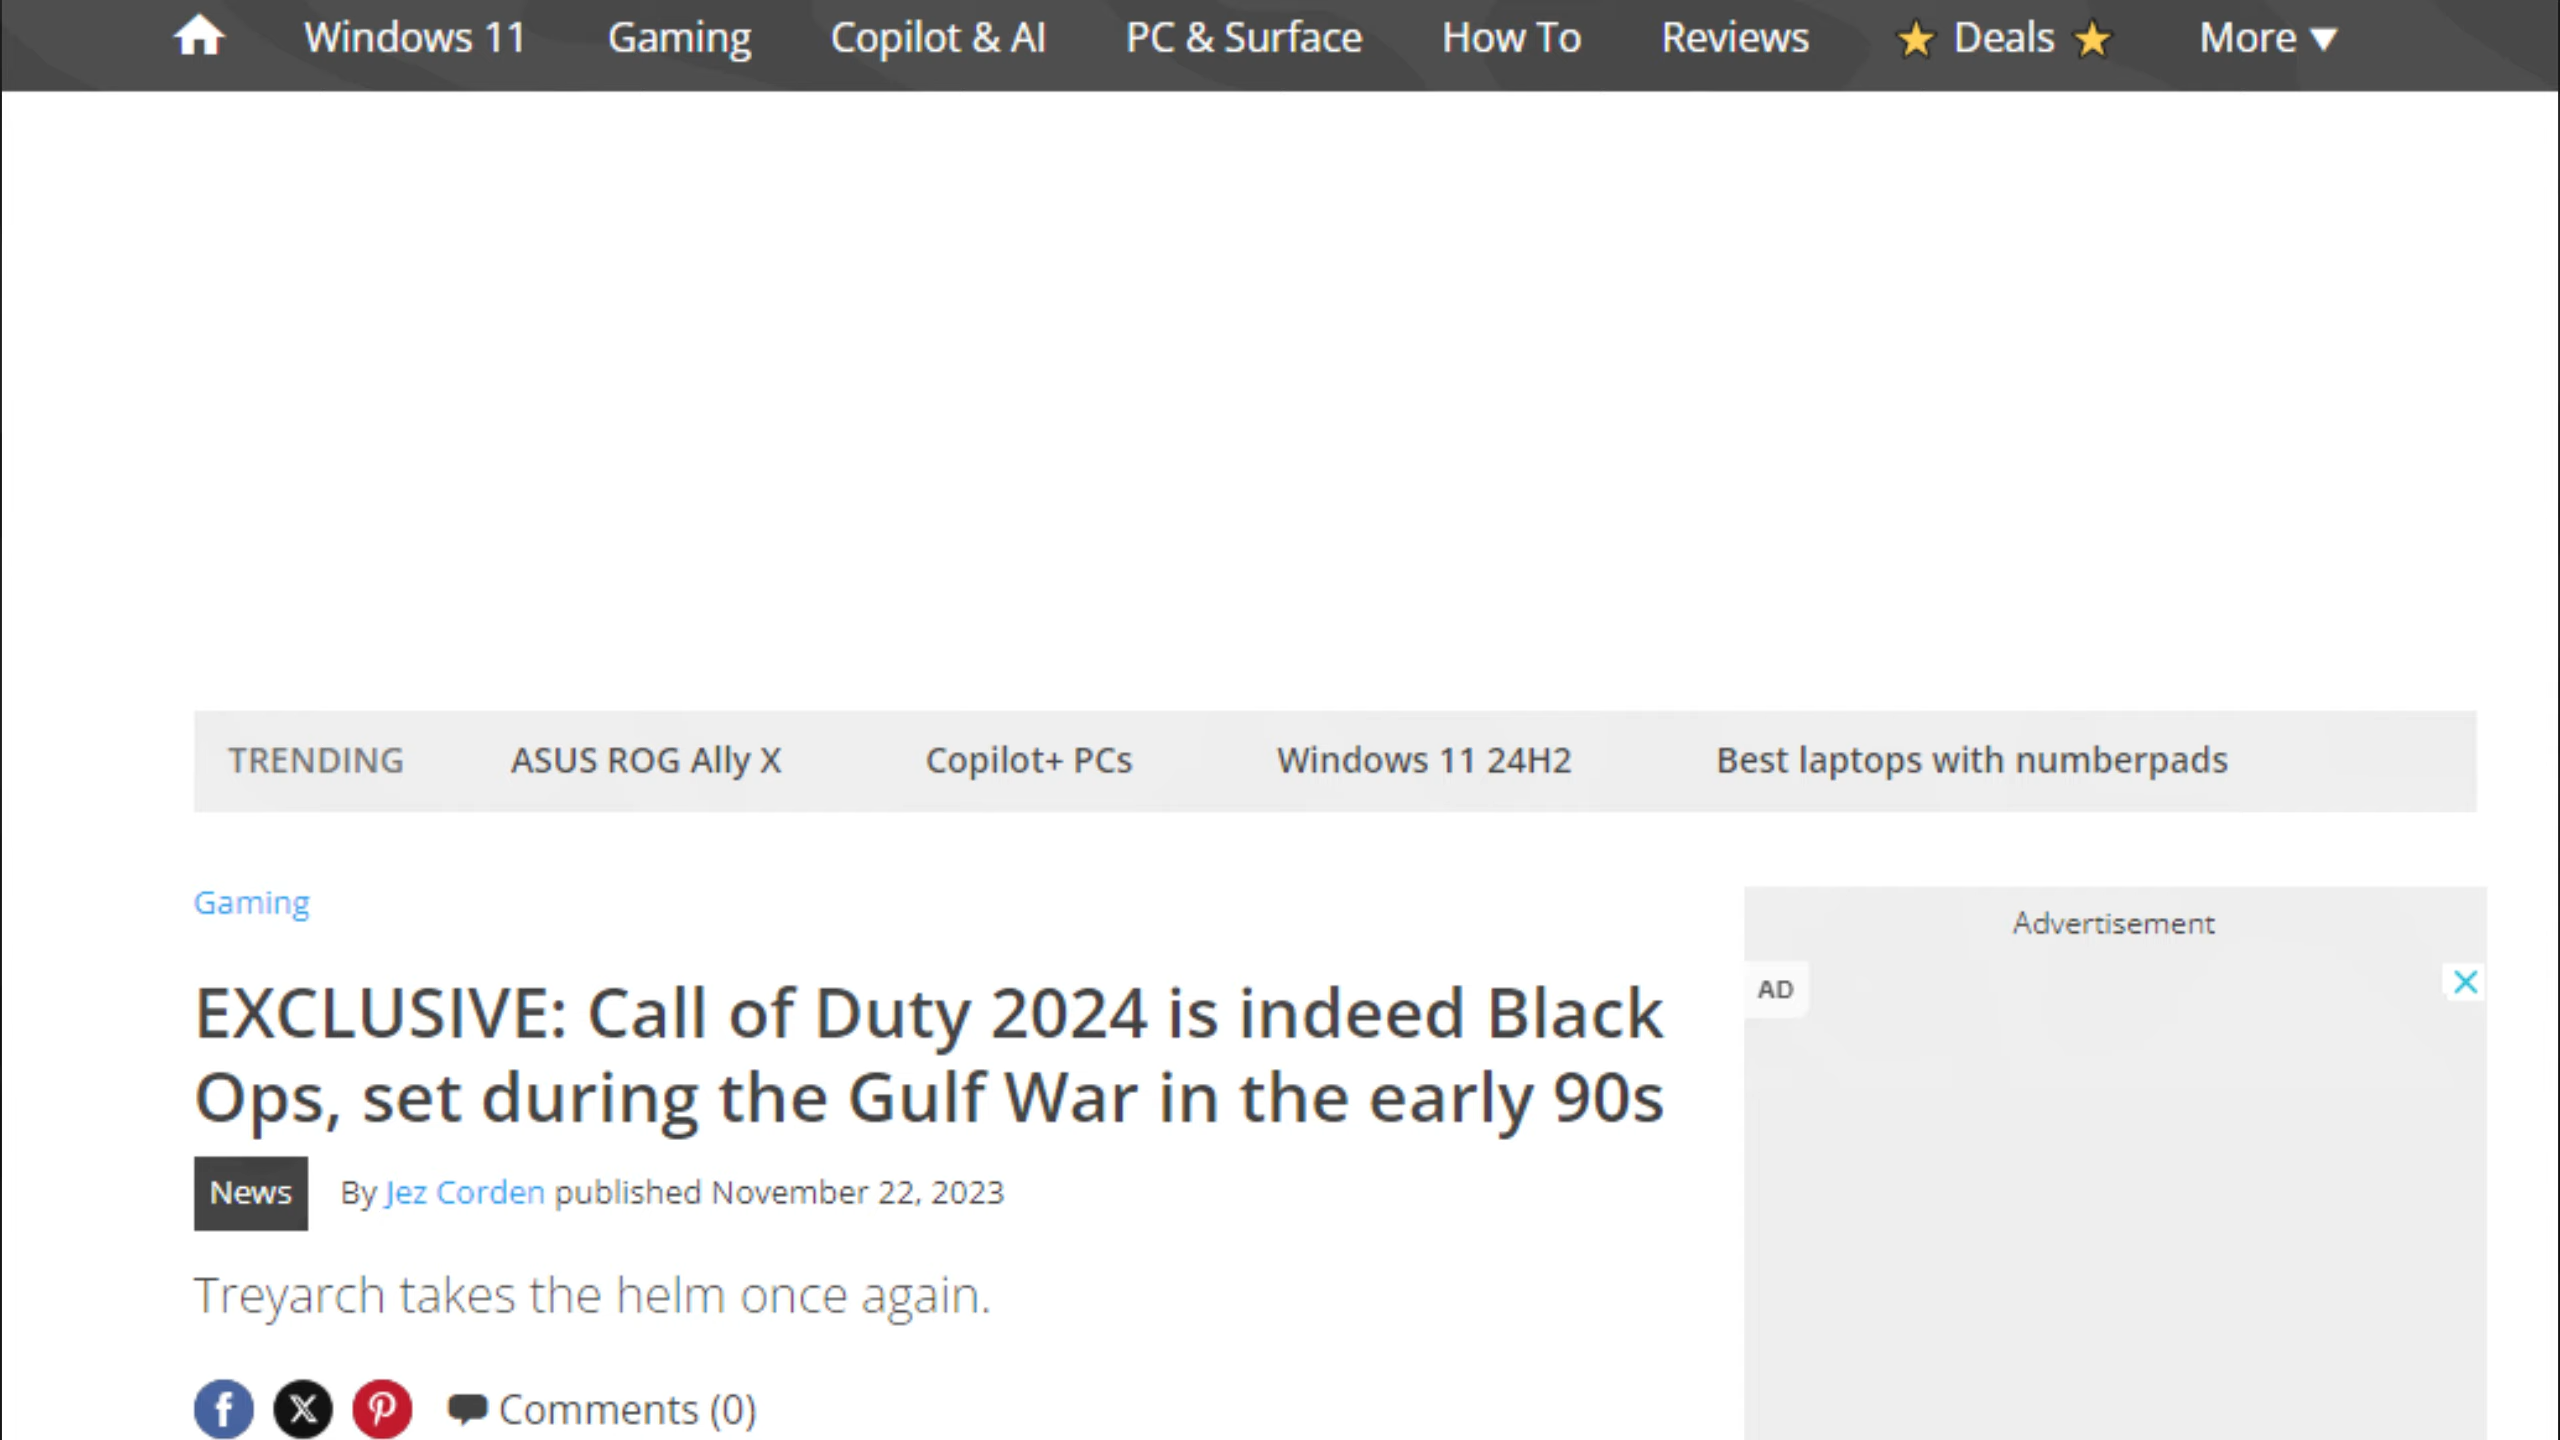 Windows 11 Gaming Copilot & AI PC & Surface How To Reviews Deals More
TRENDING ASUS ROG Ally X Copilot+ PCs Windows 11 24H2 Best laptops with numberpads
Gaming
EXCLUSIVE: Call of Duty 2024 is indeed Black
Ops, set during the Gulf War in the early 90s
News By Jez Corden published November 22, 2023
Treyarch takes the helm once again.
Comments (0)
Advertisement
AD